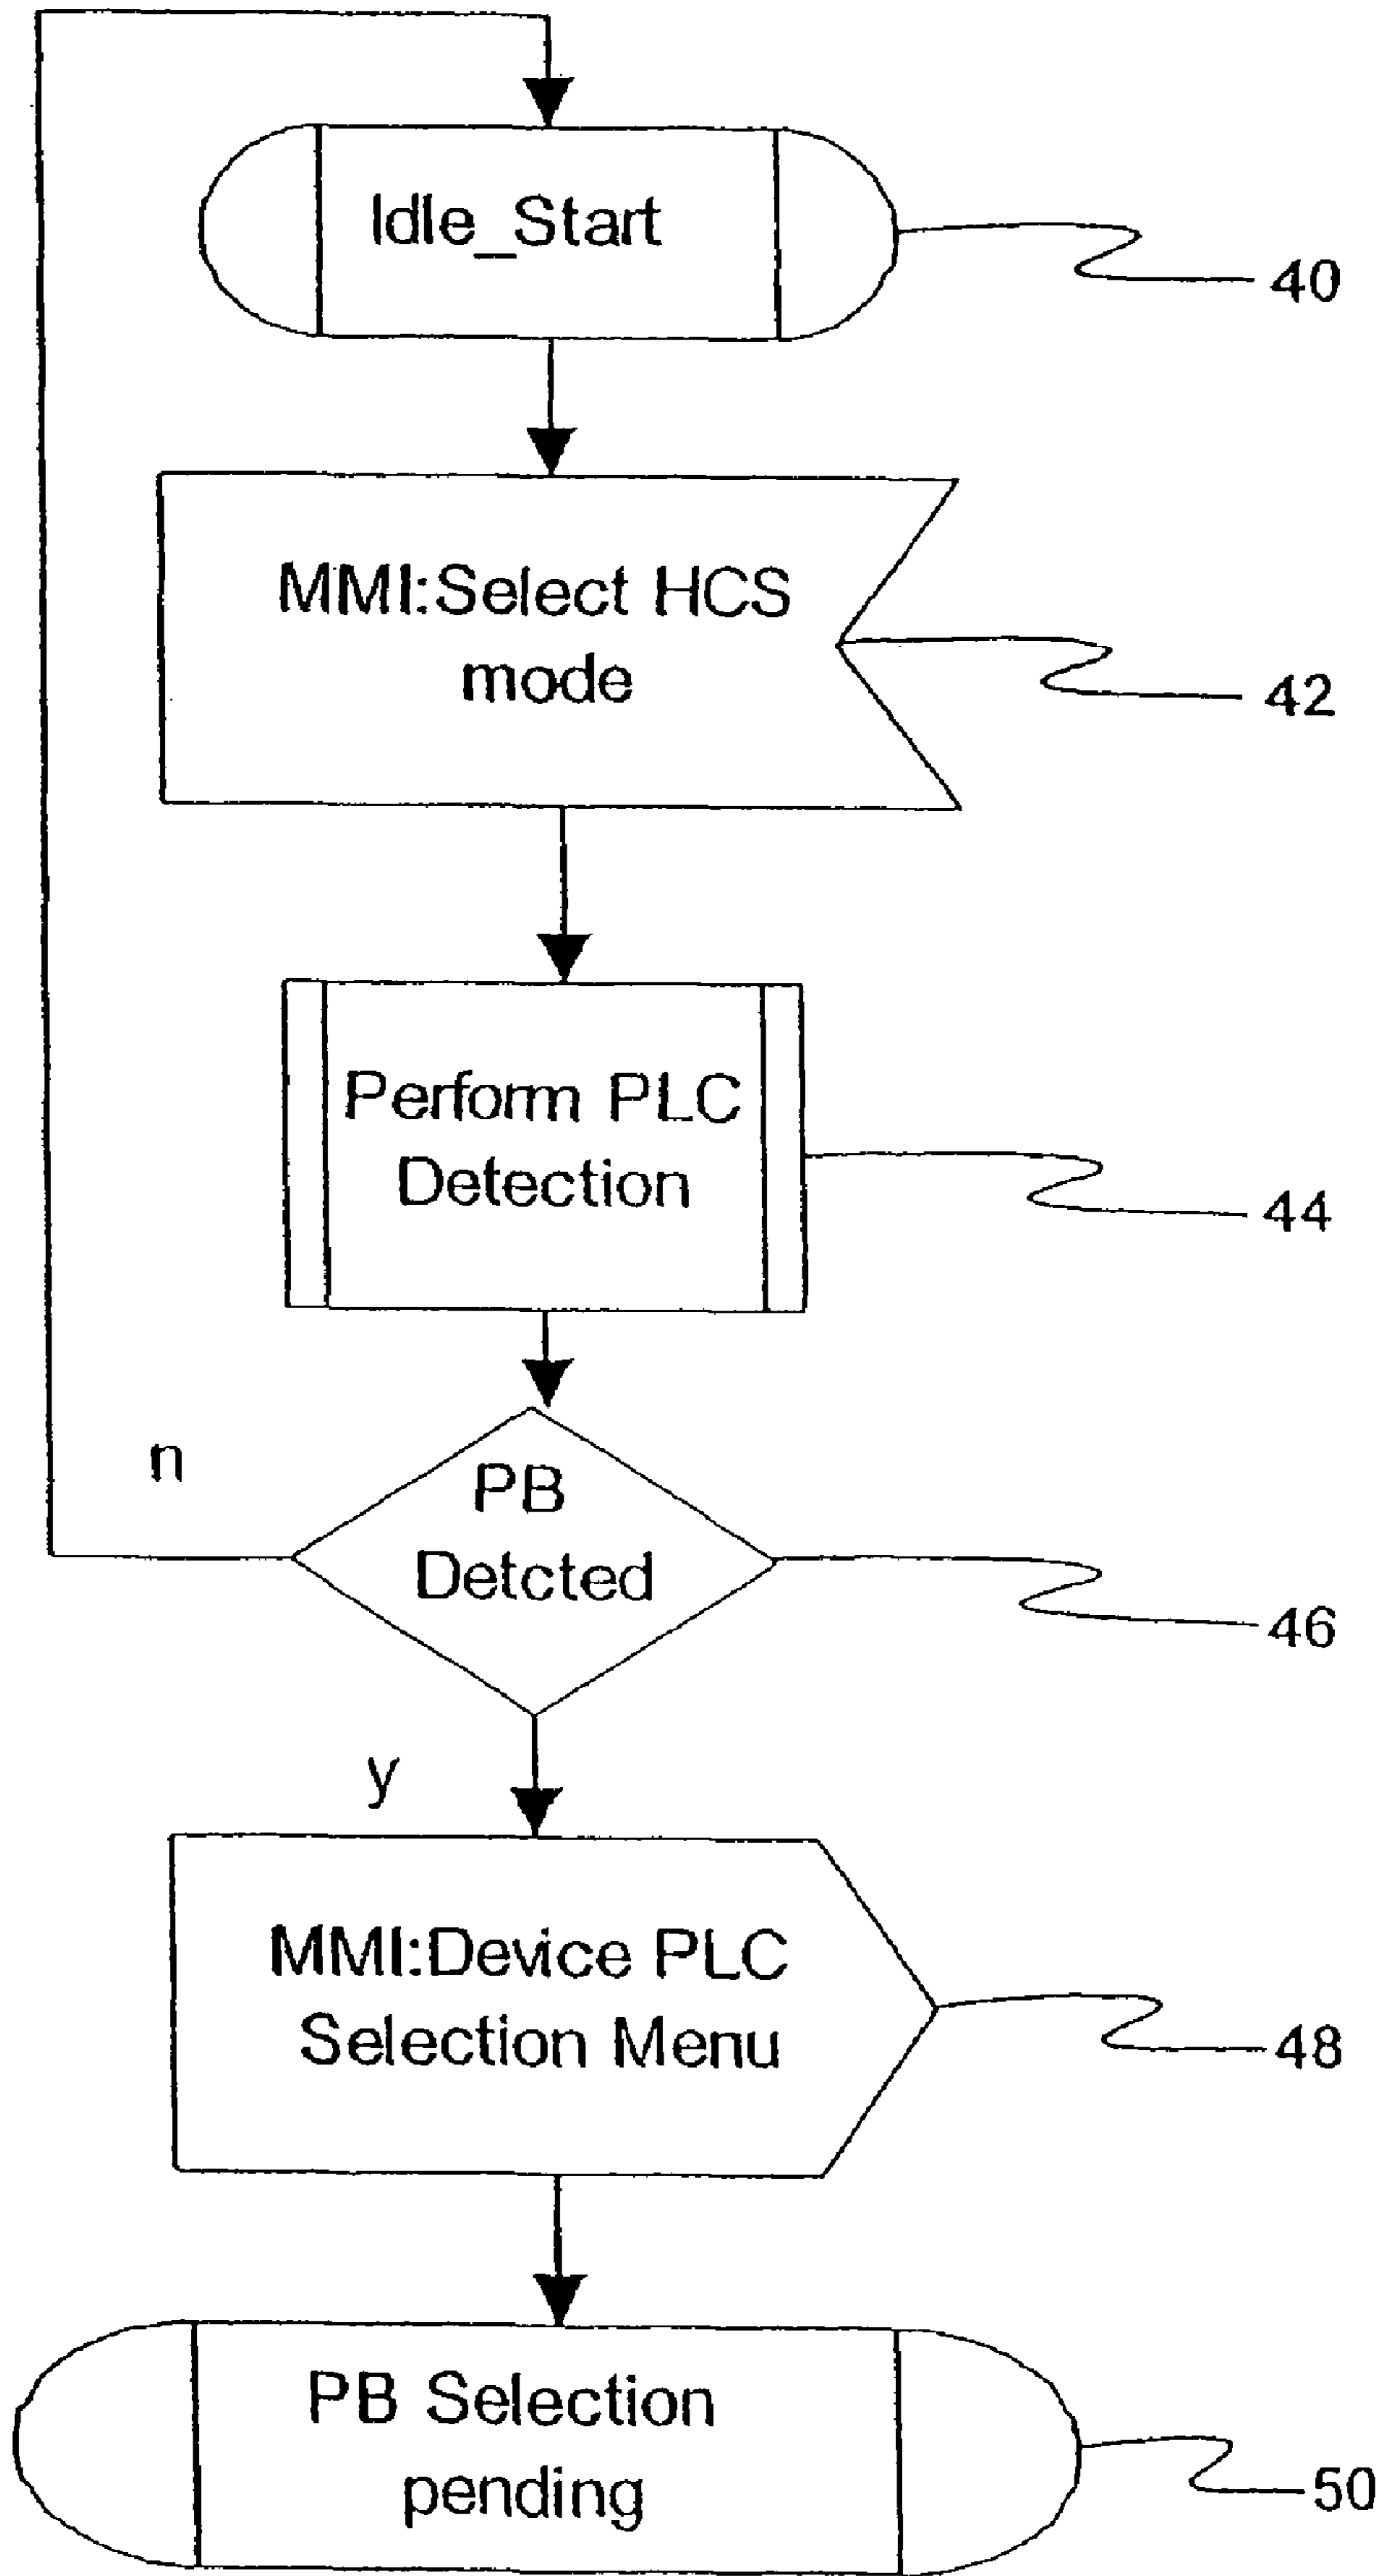 Idle_Start
40
MMI:Select HCS
mode
42
Perform PLC
Detection
44
n
PB
Detcted
46
y
MMI:Device PLC
Selection Menu
48
PB Selection
pending
50